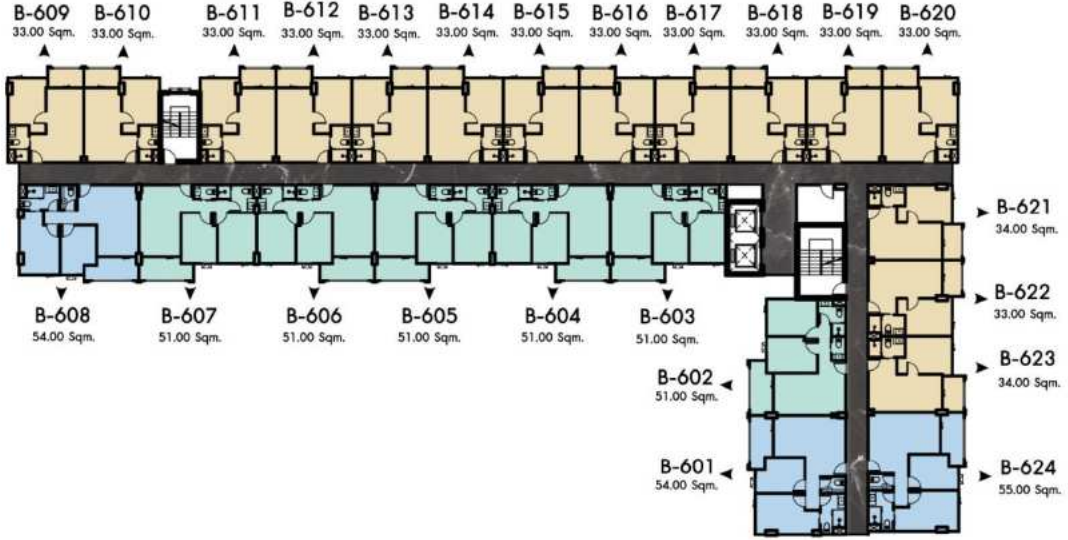 B-609
33.00 Sqm.
B-610
33.00 Sqm.
B-611
33.00 Sqm.
B-612
33.00 Sqm.
B-613
33.00 Sqm.
B-614
33.00 Sqm.
B-615
33.00 Sqm.
B-616
33.00 Sqm.
B-617
33.00 Sqm.
B-618
33.00 Sqm.
B-619
33.00 Sqm.
B-620
33.00 Sqm.
B-621
34.00 Sqm.
B-622
33.00 Sqm.
B-608
54.00 Sqm.
B-607
51.00 Sqm.
B-606
51.00 Sqm.
B-605
51.00 Sqm.
B-604
51.00 Sqm.
B-603
51.00 Sqm.
B-623
34.00 Sqm.
B-602
51.00 Sqm.
B-601
54.00 Sqm.
B-624
55.00 Sqm.